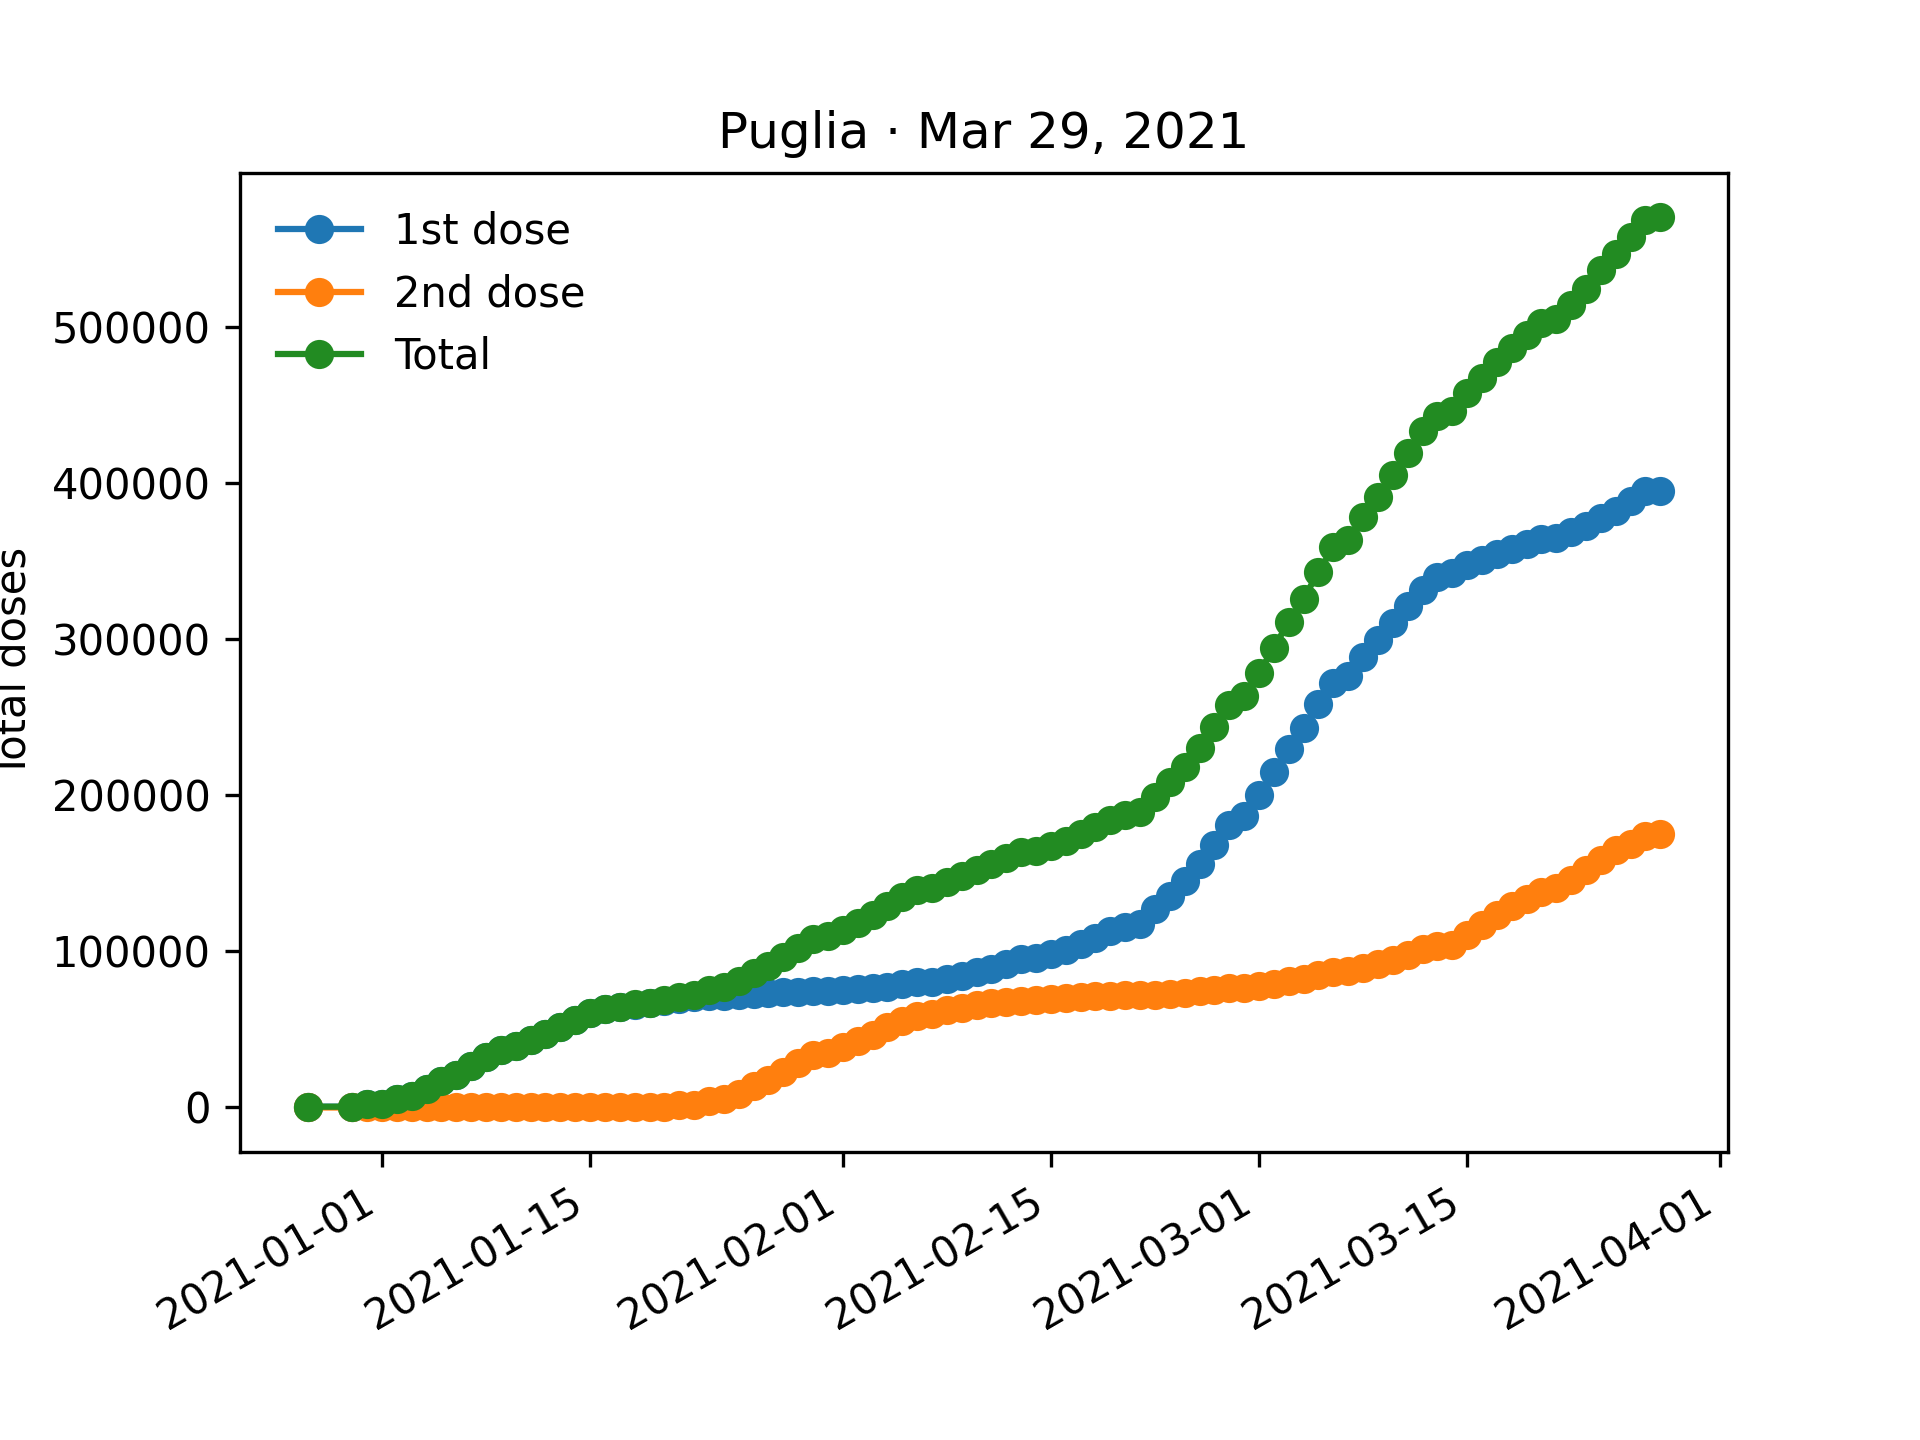 Puglia · Mar 29, 2021
1st dose
2nd dose
Total
Total doses
500000
400000
300000
200000
100000
0
2021-01-01
2021-01-15
2021-02-01
2021-02-15
2021-03-01
2021-03-15
2021-04-01